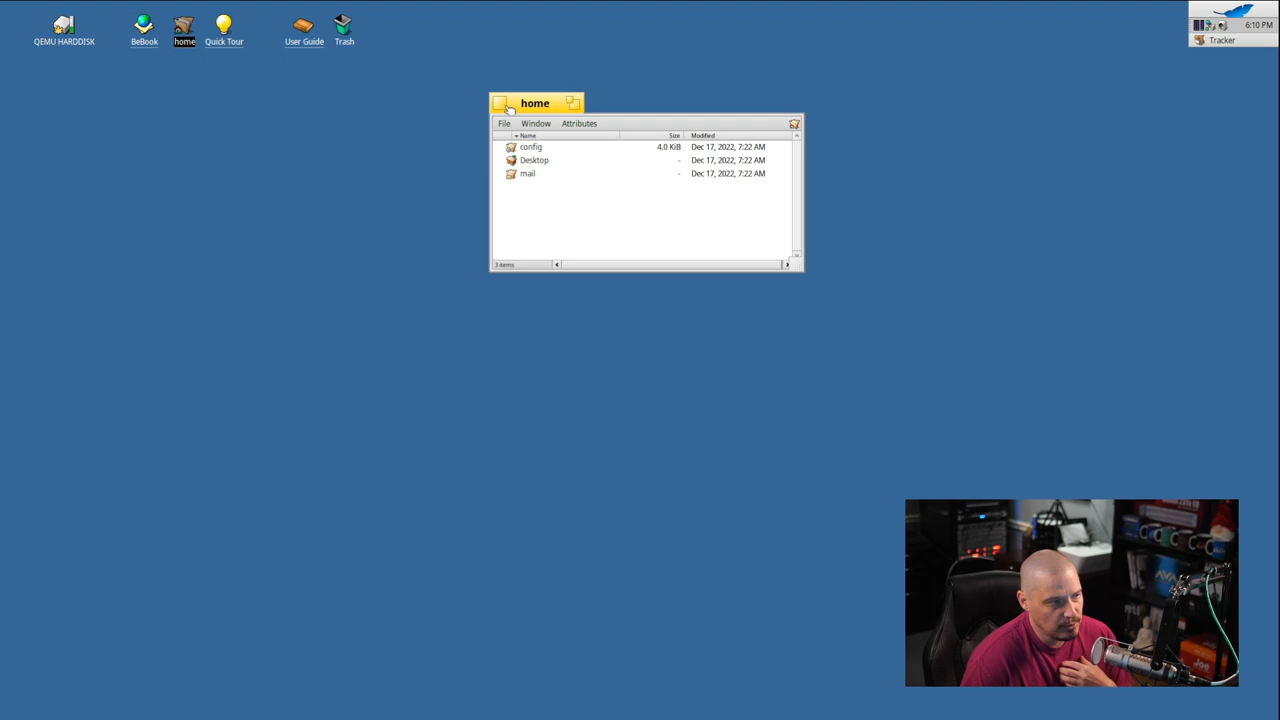 QEMU HARDDISK
BeBook
home
Quick Tour
User Guide
Trash
6:10 PM
Tracker
home
File Window Attributes
Name Size Modified
config 4.0 KiB Dec 17, 2022, 7:22 AM
Desktop - Dec 17, 2022, 7:22 AM
mail - Dec 17, 2022, 7:22 AM
3 items
AVA
JOE